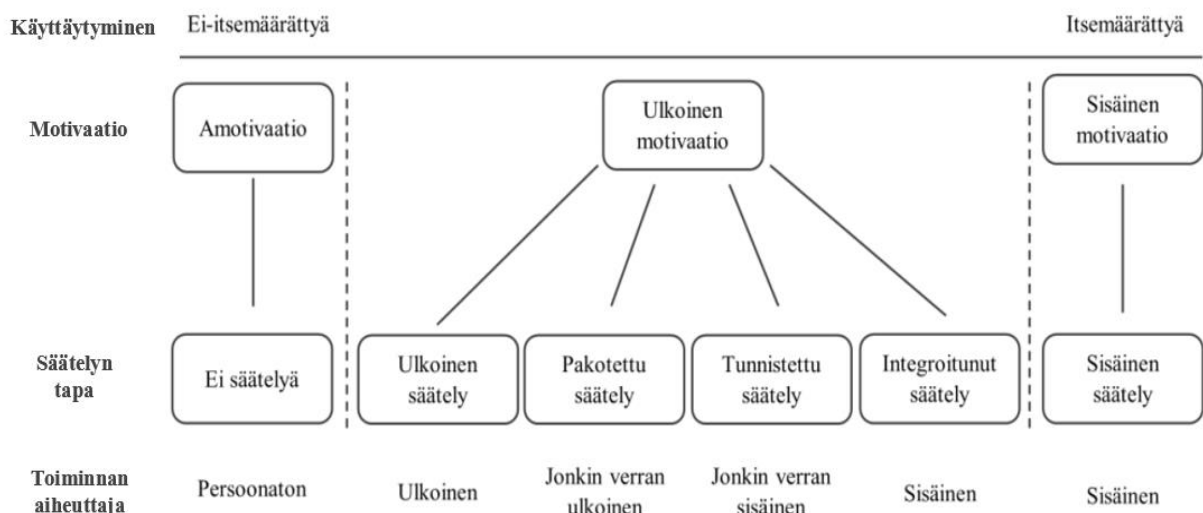 Käyttäytyminen Ei-itsemäärättyä Itsemäärättyä
Motivaatio
Amotivaatio
Ulkoinen
motivaatio
Sisäinen
motivaatio
Säätelyn
tapa
Ei säätelyä
Ulkoinen
säätely
Pakotettu
säätely
Tunnistettu
säätely
Integroitunut
säätely
Sisäinen
säätely
Toiminnan
aiheuttaja
Persoonaton
Ulkoinen
Jonkin verran
ulkoinen
Jonkin verran
sisäinen
Sisäinen
Sisäinen